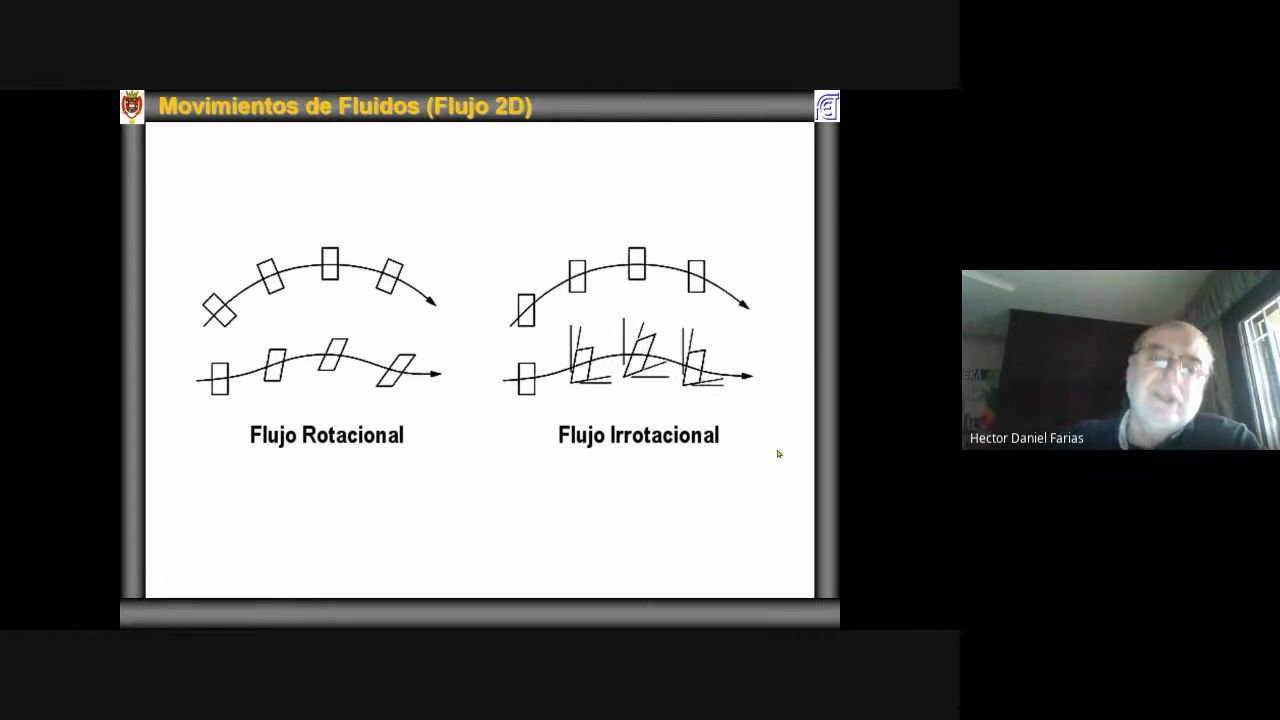 Movimientos de Fluidos (Flujo 2D)
Flujo Rotacional
Flujo Irrotacional
Hector Daniel Farias